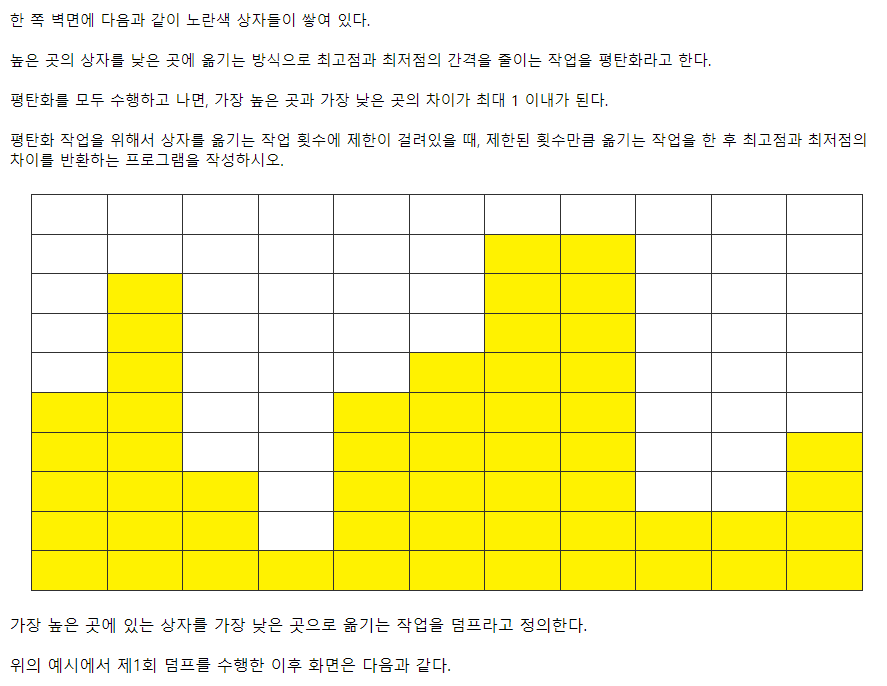 한 쪽 벽면에 다음과 같이 노란색 상자들이 쌓여 있다.
높은 곳의 상자를 낮은 곳에 옮기는 방식으로 최고점과 최저점의 간격을 줄이는 작업을 평탄화라고 한다.
평탄화를 모두 수행하고 나면, 가장 높은 곳과 가장 낮은 곳의 차이가 최대 1 이내가 된다.
평탄화 작업을 위해서 상자를 옮기는 작업 횟수에 제한이 걸려있을 때, 제한된 횟수만큼 옮기는 작업을 한 후 최고점과 최저점의
차이를 반환하는 프로그램을 작성하시오.
가장 높은 곳에 있는 상자를 가장 낮은 곳으로 옮기는 작업을 덤프라고 정의한다.
위의 예시에서 제1회 덤프를 수행한 이후 화면은 다음과 같다.